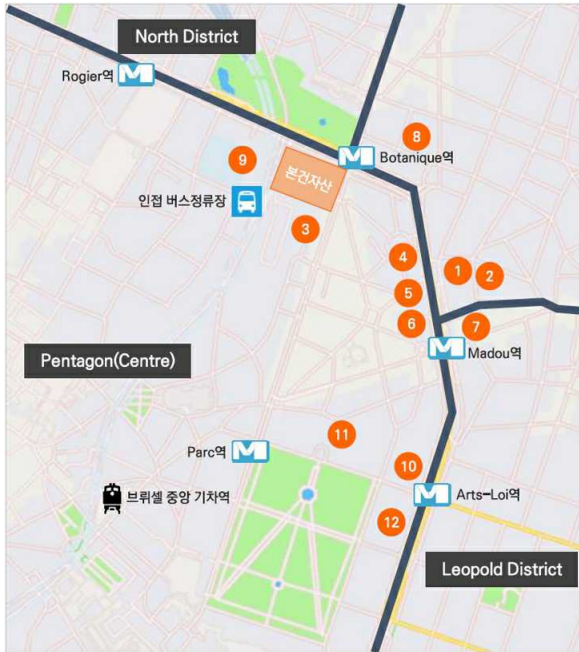 North District
Rogier역
8
Botanique역
9
본건자산
인접 버스정류장
3
4
1
2
5
6
7
Madou역
Pentagon(Centre)
11
Parc역
10
브뤼셀 중앙 기차역
Arts-Loi역
12
Leopold District